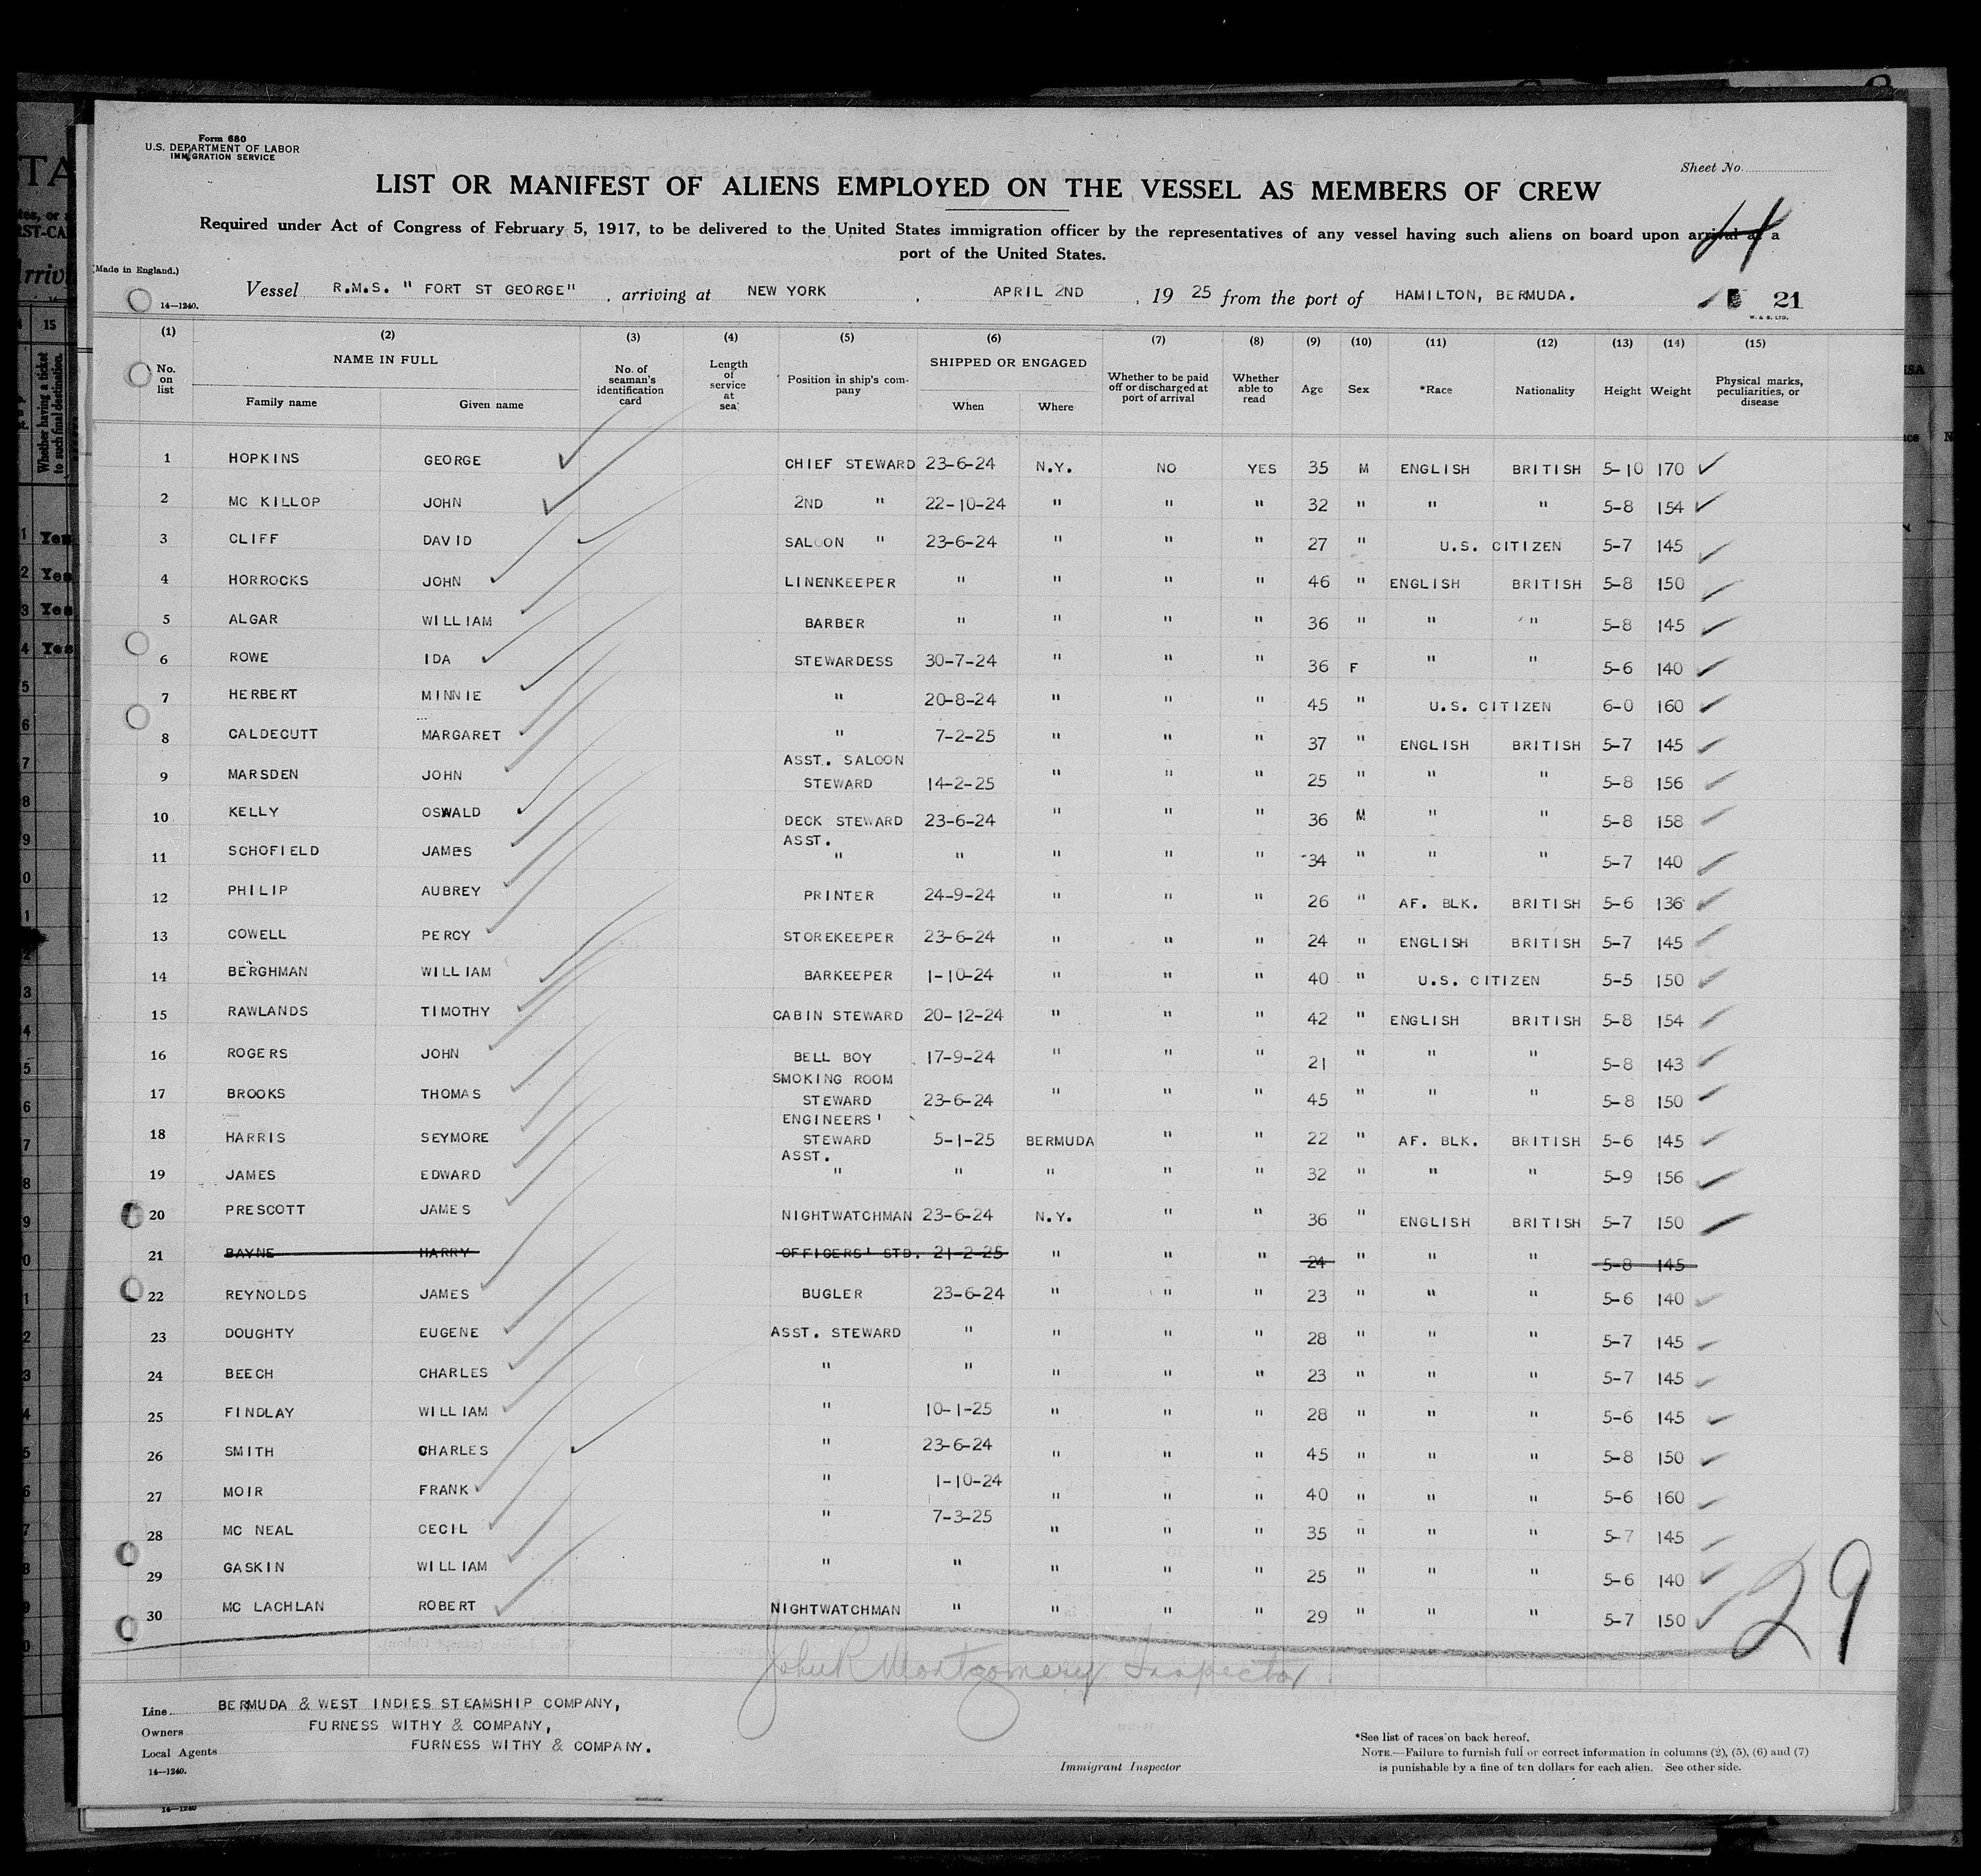 Form 680
U.S. DEPARTMENT OF LABOR
IMMIGRATION SERVICE
Sheet No.
LIST OR MANIFEST OF ALIENS EMPLOYED ON THE VESSEL AS MEMBERS OF CREW
Required under Act of Congress of February 5, 1917, to be delivered to the United States immigration officer by the representatives of any vessel having such aliens on board upon arrival at a
port of the United States.
4
(Made in England.)
14—1240.
Vessel R.M.S. " FORT ST GEORGE" , arriving at NEW YORK , APRIL 2ND , 19 25 from the port of HAMILTON, BERMUDA. 21
W. & S. LTD.
(1) (2) (3) (4) (5) (6) (7) (8) (9) (10) (11) (12) (13) (14) (15)
No. on list NAME IN FULL Family name Given name No. of seaman's identification card Length of service at sea Position in ship's company SHIPPED OR ENGAGED When Where Whether to be paid off or discharged at port of arrival Whether able to read Age Sex *Race Nationality Height Weight Physical marks, peculiarities, or disease
1 HOPKINS GEORGE CHIEF STEWARD 23-6-24 N.Y. NO YES 35 M ENGLISH BRITISH 5-10 170
2 MC KILLOP JOHN 2ND " 22-10-24 " " " 32 " " " 5-8 154
3 CLIFF DAVID SALOON " 23-6-24 " " " 27 " U.S. CITIZEN 5-7 145
4 HORROCKS JOHN LINENKEEPER " " " " 46 " ENGLISH BRITISH 5-8 150
5 ALGAR WILLIAM BARBER " " " " 36 " " " 5-8 145
6 ROWE IDA STEWARDESS 30-7-24 " " " 36 F " " 5-6 140
7 HERBERT MINNIE " 20-8-24 " " " 45 " U.S. CITIZEN 6-0 160
8 CALDECUTT MARGARET " 7-2-25 " " " 37 " ENGLISH BRITISH 5-7 145
9 MARSDEN JOHN ASST. SALOON STEWARD 14-2-25 " " " 25 " " " 5-8 156
10 KELLY OSWALD DECK STEWARD 23-6-24 " " " 36 M " " 5-8 158
11 SCHOFIELD JAMES ASST. " " " " " 34 " " " 5-7 140
12 PHILIP AUBREY PRINTER 24-9-24 " " " 26 " AF. BLK. BRITISH 5-6 136
13 COWELL PERCY STOREKEEPER 23-6-24 " " " 24 " ENGLISH BRITISH 5-7 145
14 BERGHMAN WILLIAM BARKEEPER 1-10-24 " " " 40 " U.S. CITIZEN 5-5 150
15 RAWLANDS TIMOTHY CABIN STEWARD 20-12-24 " " " 42 " ENGLISH BRITISH 5-8 154
16 ROGERS JOHN BELL BOY 17-9-24 " " " 21 " " " 5-8 143
17 BROOKS THOMAS SMOKING ROOM STEWARD 23-6-24 " " " 45 " " " 5-8 150
18 HARRIS SEYMORE ENGINEERS' STEWARD 5-1-25 BERMUDA " " 22 " AF. BLK. BRITISH 5-6 145
19 JAMES EDWARD ASST. " " " " " 32 " " " 5-9 156
20 PRESCOTT JAMES NIGHTWATCHMAN 23-6-24 N.Y. " " 36 " ENGLISH BRITISH 5-7 150
21 BAYNE HARRY OFFICERS' STD. 21-2-25 " " " 24 " " " 5-8 145
22 REYNOLDS JAMES BUGLER 23-6-24 " " " 23 " " " 5-6 140
23 DOUGHTY EUGENE ASST. STEWARD " " " " 28 " " " 5-7 145
24 BEECH CHARLES " " " " " 23 " " " 5-7 145
25 FINDLAY WILLIAM " 10-1-25 " " " 28 " " " 5-6 145
26 SMITH CHARLES " 23-6-24 " " " 45 " " " 5-8 150
27 MOIR FRANK " 1-10-24 " " " 40 " " " 5-6 160
28 MC NEAL CECIL " 7-3-25 " " " 35 " " " 5-7 145
29 GASKIN WILLIAM " " " " " 25 " " " 5-6 140
30 MC LACHLAN ROBERT NIGHTWATCHMAN " " " " 29 " " " 5-7 150
29
John R Montgomery Inspector.
Line BERMUDA & WEST INDIES STEAMSHIP COMPANY,
Owners FURNESS WITHY & COMPANY,
Local Agents FURNESS WITHY & COMPANY.
14—1240.
Immigrant Inspector
*See list of races on back hereof.
NOTE.—Failure to furnish full or correct information in columns (2), (5), (6) and (7)
is punishable by a fine of ten dollars for each alien. See other side.
14—1240